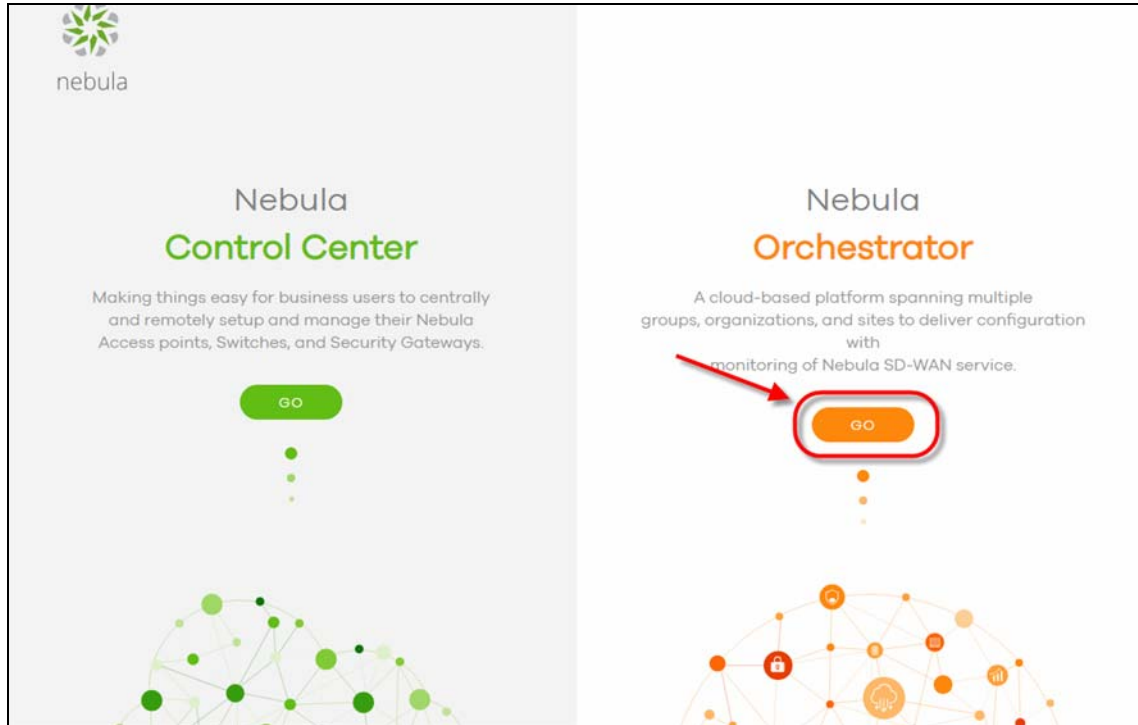 nebula
Nebula
Control Center
Making things easy for business users to centrally
and remotely setup and manage their Nebula
Access points, Switches, and Security Gateways.
GO
Nebula
Orchestrator
A cloud-based platform spanning multiple
groups, organizations, and sites to deliver configuration
with
monitoring of Nebula SD-WAN service.
GO